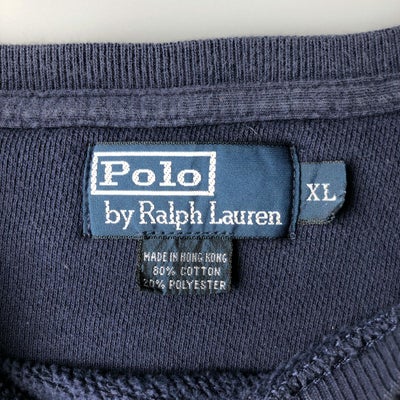 Polo
by Ralph Lauren
XL
MADE IN HONG KONG
80% COTTON
20% POLYESTER